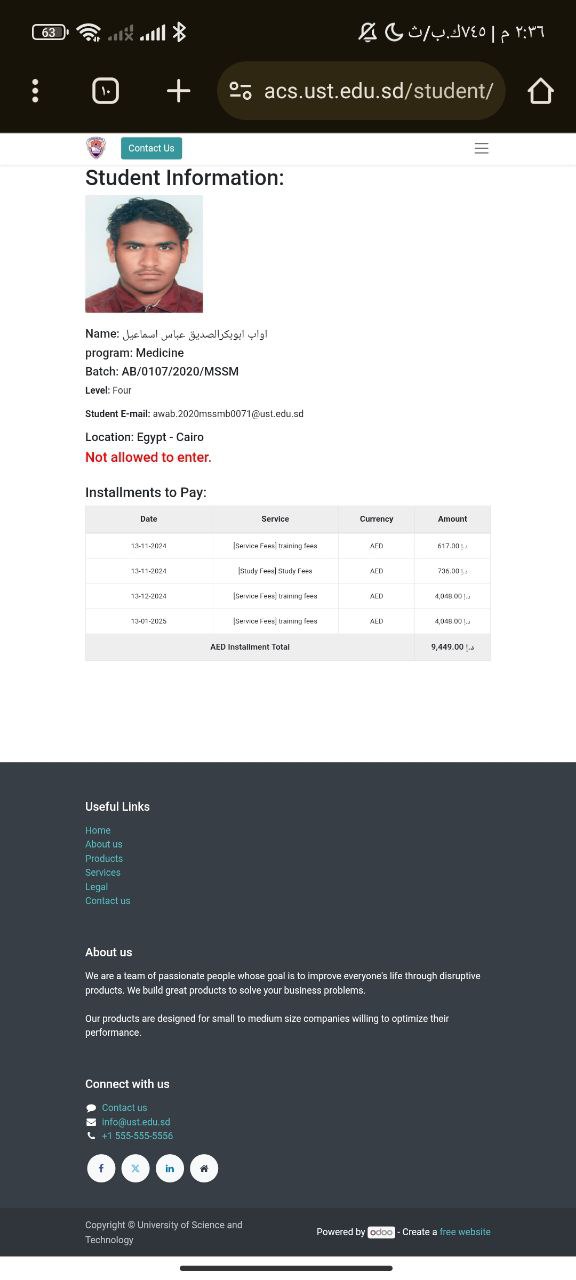 63
٢:٣٦ م | ٧٤٥ك.ب/ث
١٠
acs.ust.edu.sd/student/
Contact Us
Student Information:
Name: اواب ابوبكرالصديق عباس اسماعيل
program: Medicine
Batch: AB/0107/2020/MSSM
Level: Four
Student E-mail: awab.2020mssmb0071@ust.edu.sd
Location: Egypt - Cairo
Not allowed to enter.
Installments to Pay:
Date Service Currency Amount
13-11-2024 [Service Fees] training fees AED 617.00 د.إ
13-11-2024 [Study Fees] Study Fees AED 736.00 د.إ
13-12-2024 [Service Fees] training fees AED 4,048.00 د.إ
13-01-2025 [Service Fees] training fees AED 4,048.00 د.إ
AED Installment Total 9,449.00 د.إ
Useful Links
Home
About us
Products
Services
Legal
Contact us
About us
We are a team of passionate people whose goal is to improve everyone's life through disruptive
products. We build great products to solve your business problems.
Our products are designed for small to medium size companies willing to optimize their
performance.
Connect with us
Contact us
info@ust.edu.sd
+1 555-555-5556
Copyright © University of Science and
Technology
Powered by odoo - Create a free website